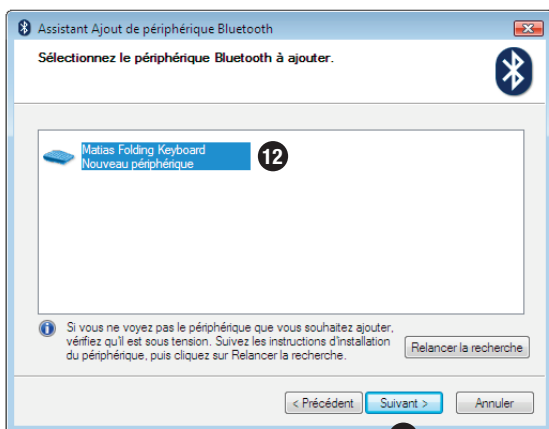 Assistant Ajout de périphérique Bluetooth
Sélectionnez le périphérique Bluetooth à ajouter.
Matias Folding Keyboard
Nouveau périphérique
12
Si vous ne voyez pas le périphérique que vous souhaitez ajouter,
vérifiez qu'il est sous tension. Suivez les instructions d'installation
du périphérique, puis cliquez sur Relancer la recherche.
Relancer la recherche
< Précédent Suivant > Annuler